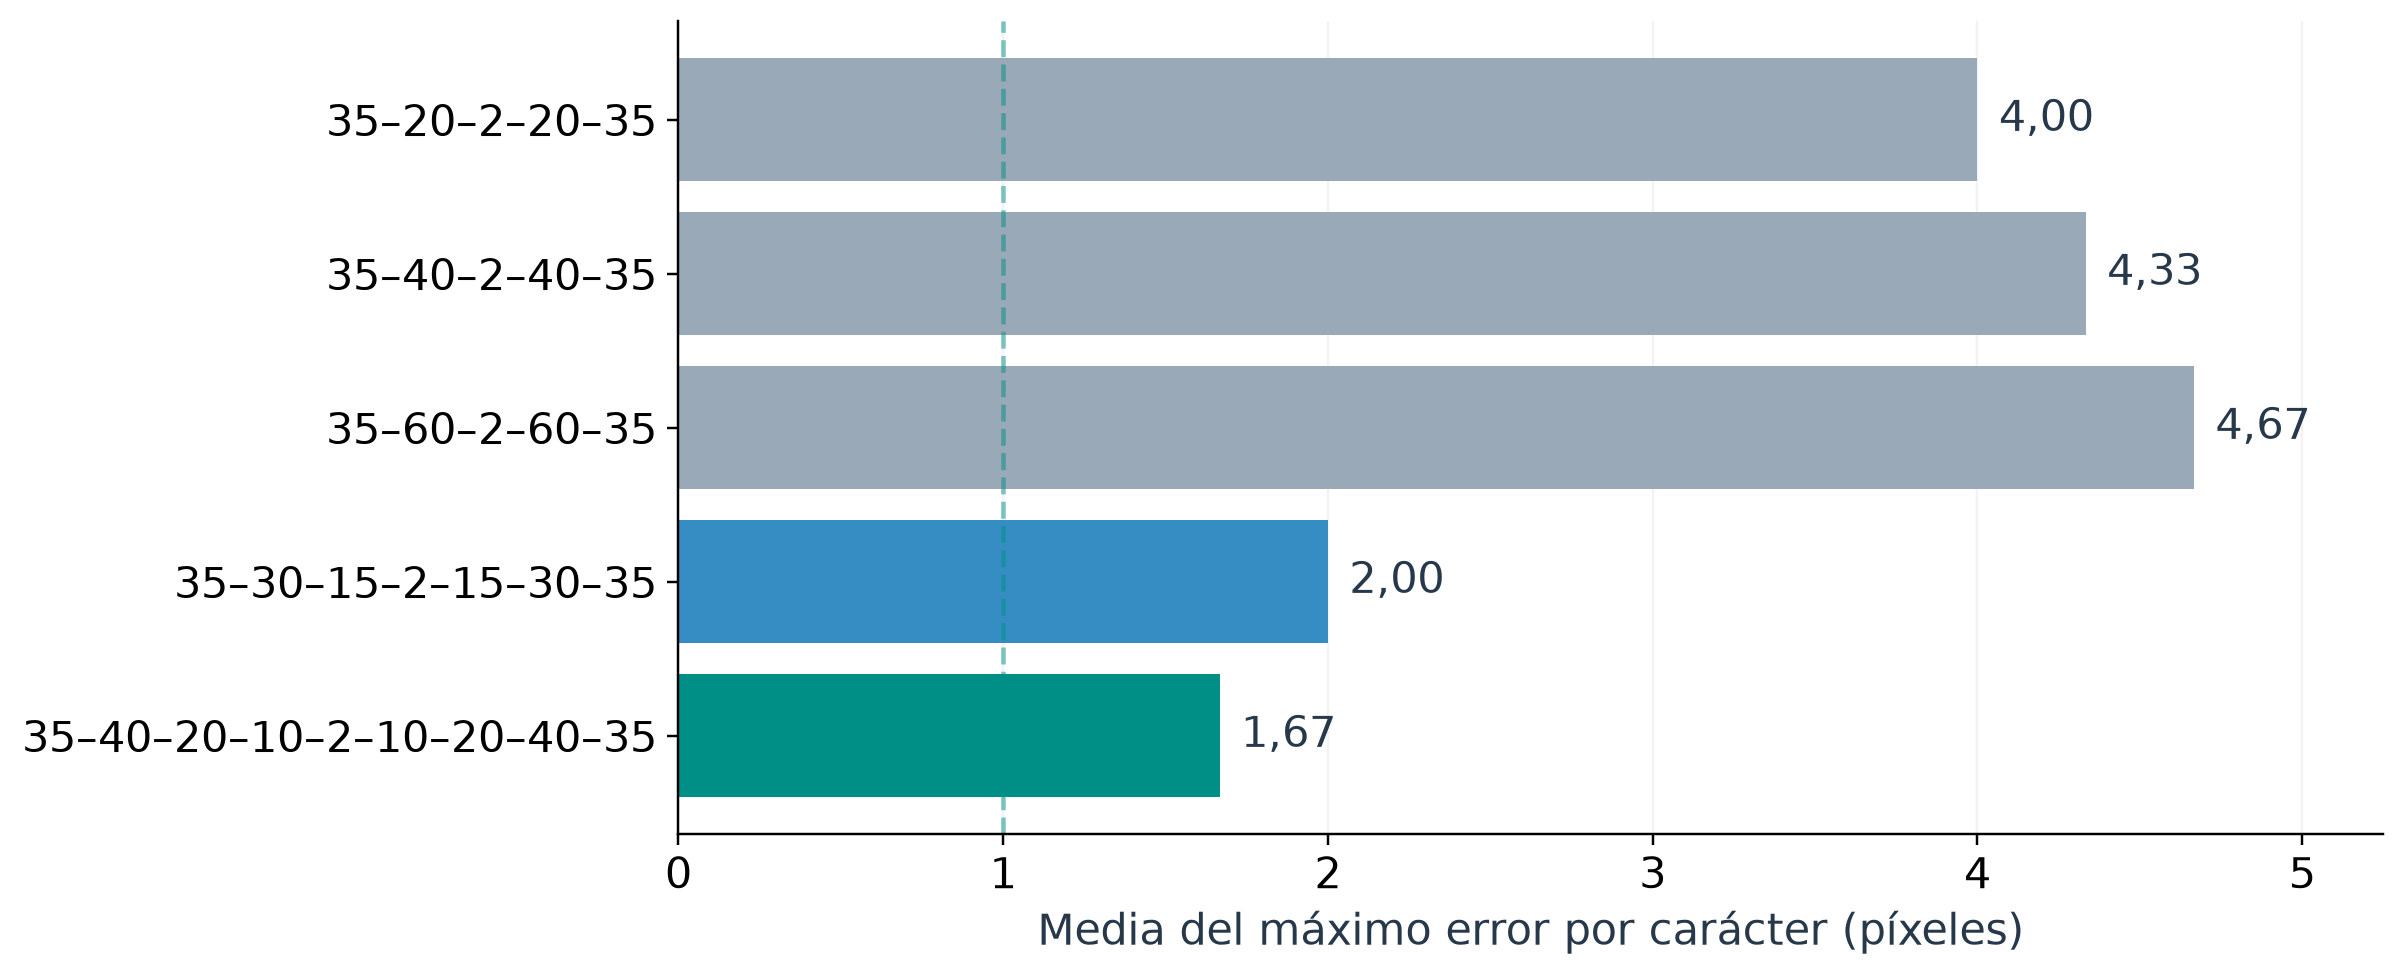 35–20–2–20–35 4,00
35–40–2–40–35 4,33
35–60–2–60–35 4,67
35–30–15–2–15–30–35 2,00
35–40–20–10–2–10–20–40–35 1,67
0 1 2 3 4 5
Media del máximo error por carácter (píxeles)